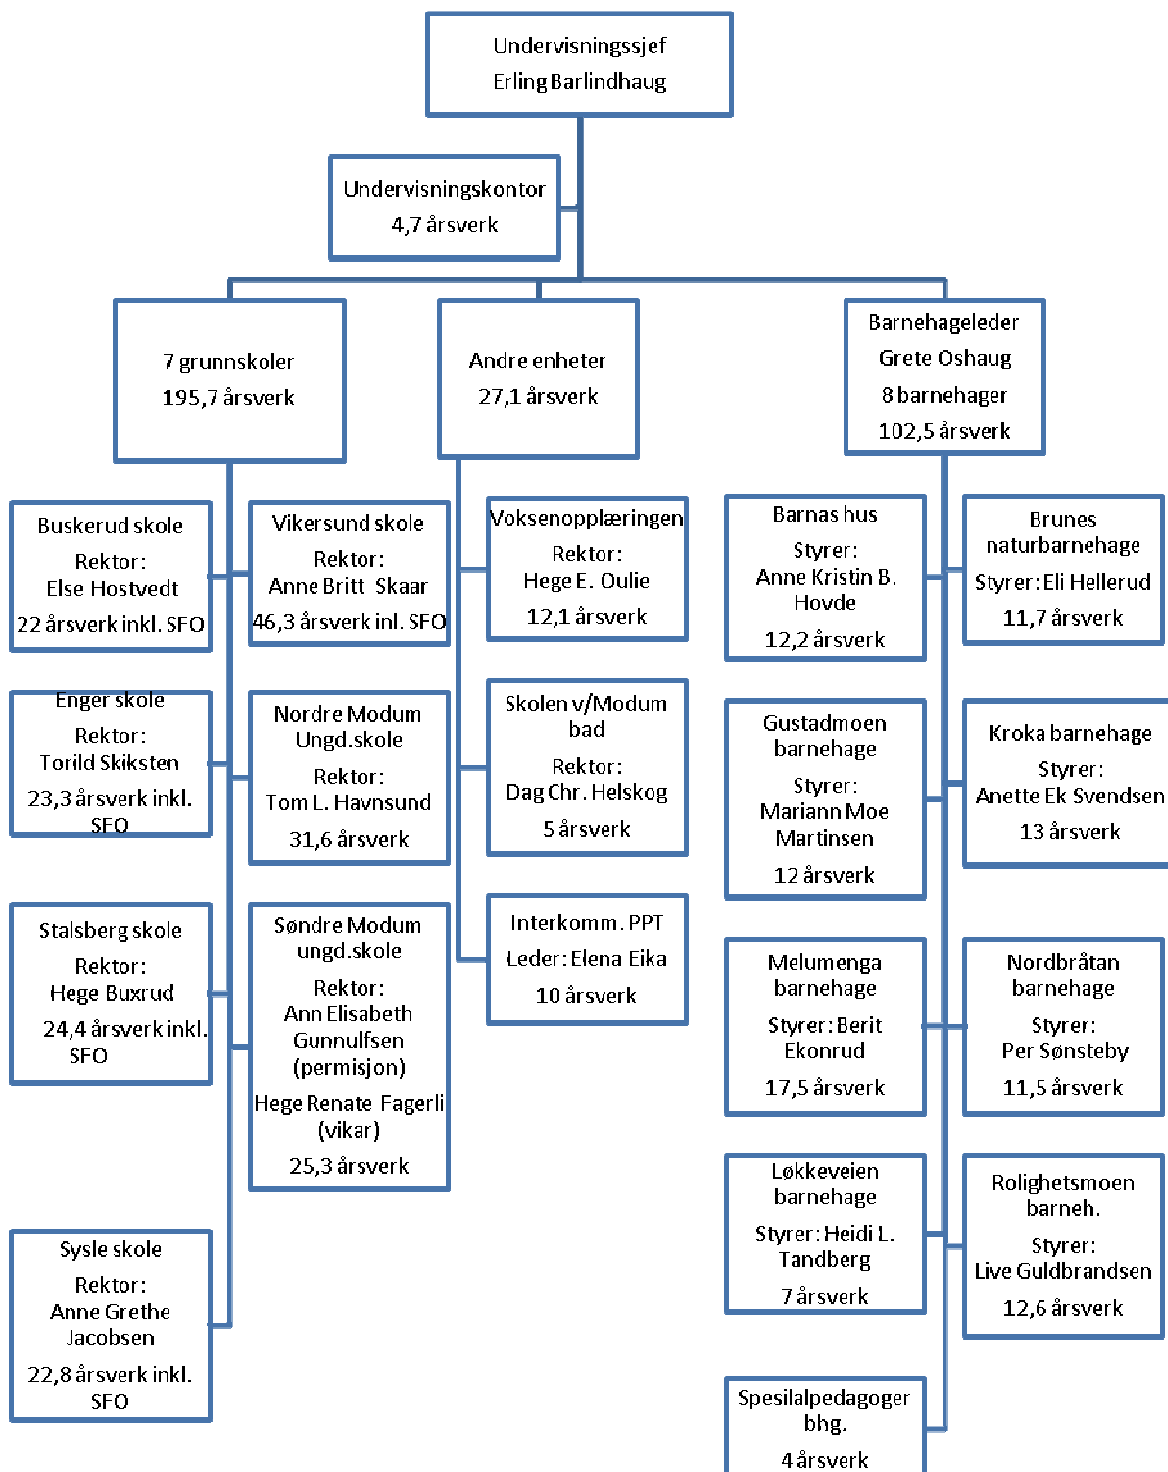 Undervisningssjef
Erling Barlindhaug
Undervisningskontor
4,7 årsverk
7 grunnskoler
195,7 årsverk
Andre enheter
27,1 årsverk
Barnehageleder
Grete Oshaug
8 barnehager
102,5 årsverk
Buskerud skole
Rektor:
Else Hostvedt
22 årsverk inkl. SFO
Vikersund skole
Rektor:
Anne Britt Skaar
46,3 årsverk inl. SFO
Enger skole
Rektor:
Torild Skiksten
23,3 årsverk inkl.
SFO
Nordre Modum
Ungd.skole
Rektor:
Tom L. Havnsund
31,6 årsverk
Stalsberg skole
Rektor:
Hege Buxrud
24,4 årsverk inkl.
SFO
Søndre Modum
ungd.skole
Rektor:
Ann Elisabeth
Gunnulfsen
(permisjon)
Hege Renate Fagerli
(vikar)
25,3 årsverk
Sysle skole
Rektor:
Anne Grethe
Jacobsen
22,8 årsverk inkl.
SFO
Voksenopplæringen
Rektor:
Hege E. Oulie
12,1 årsverk
Skolen v/Modum
bad
Rektor:
Dag Chr. Helskog
5 årsverk
Interkomm. PPT
Leder: Elena Eika
10 årsverk
Barnas hus
Styrer:
Anne Kristin B.
Hovde
12,2 årsverk
Brunes
naturbarnehage
Styrer: Eli Hellerud
11,7 årsverk
Gustadmoen
barnehage
Styrer:
Mariann Moe
Martinsen
12 årsverk
Kroka barnehage
Styrer:
Anette Ek Svendsen
13 årsverk
Melumenga
barnehage
Styrer: Berit
Ekonrud
17,5 årsverk
Nordbråtan
barnehage
Styrer:
Per Sønsteby
11,5 årsverk
Løkkeveien
barnehage
Styrer: Heidi L.
Tandberg
7 årsverk
Rolighetsmoen
barneh.
Styrer:
Live Guldbrandsen
12,6 årsverk
Spesilalpedagoger
bhg.
4 årsverk